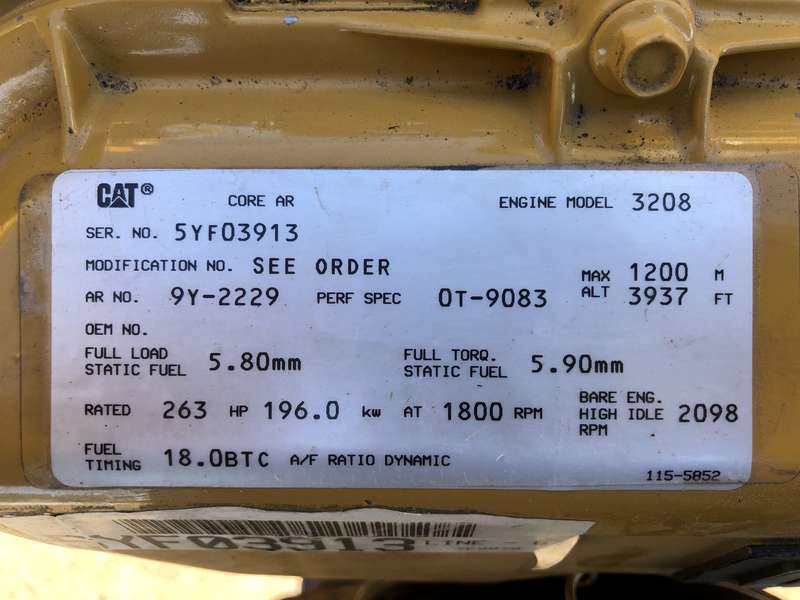 CAT® CORE AR ENGINE MODEL 3208
SER. NO. 5YF03913
MODIFICATION NO. SEE ORDER
MAX ALT 1200 M 3937 FT
AR NO. 9Y-2229 PERF SPEC 0T-9083
OEM NO.
FULL LOAD STATIC FUEL 5.80mm FULL TORQ. STATIC FUEL 5.90mm
RATED 263 HP 196.0 kw AT 1800 RPM BARE ENG. HIGH IDLE RPM 2098
FUEL TIMING 18.0BTC A/F RATIO DYNAMIC
115-5852
5YF03913 LINE -